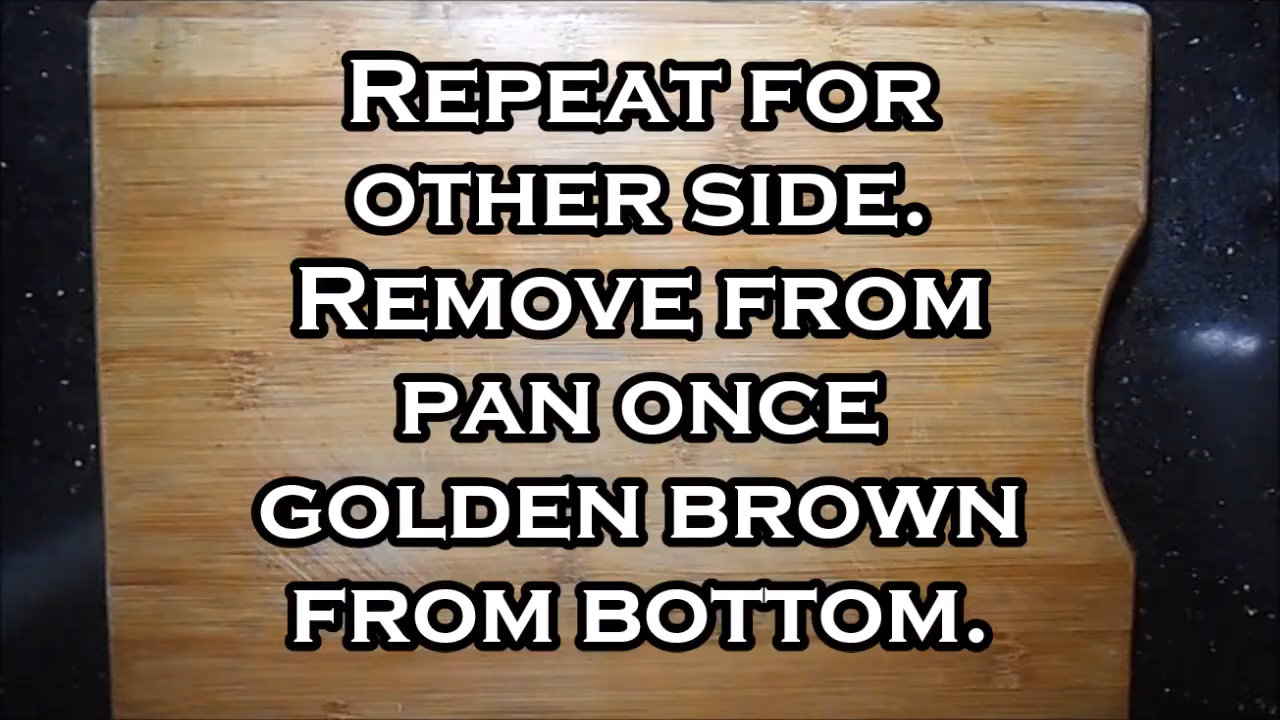 Repeat for
other side.
Remove from
pan once
golden brown
from bottom.